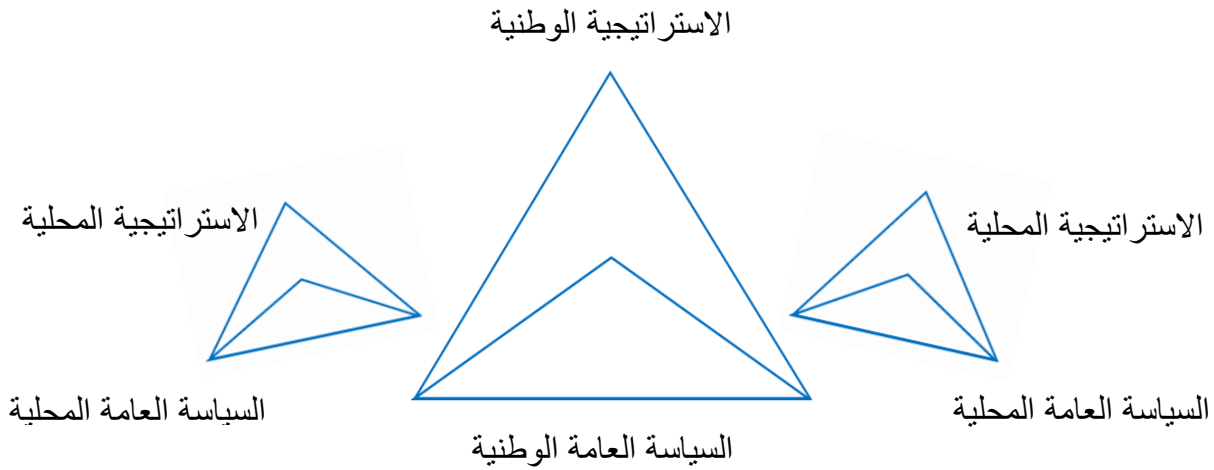 الاستراتيجية الوطنية
الاستراتيجية المحلية
الاستراتيجية المحلية
السياسة العامة المحلية
السياسة العامة المحلية
السياسة العامة الوطنية